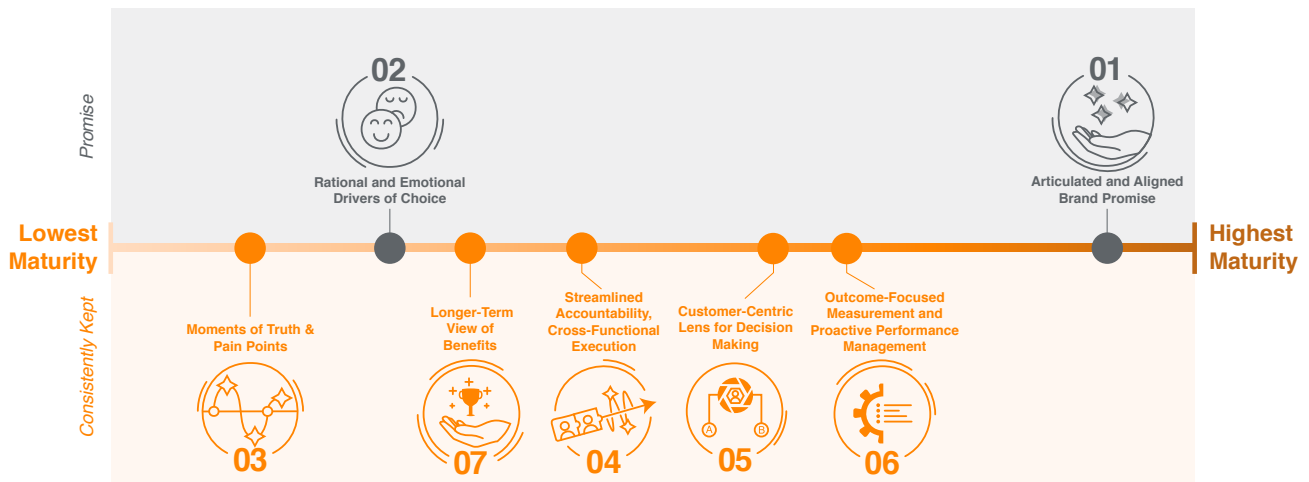 Promise
02
Rational and Emotional
Drivers of Choice
01
Articulated and Aligned
Brand Promise
Lowest
Maturity
Highest
Maturity
Consistently Kept
Moments of Truth &
Pain Points
03
Longer-Term
View of
Benefits
07
Streamlined
Accountability,
Cross-Functional
Execution
04
Customer-Centric
Lens for Decision
Making
A
B
05
Outcome-Focused
Measurement and
Proactive Performance
Management
06